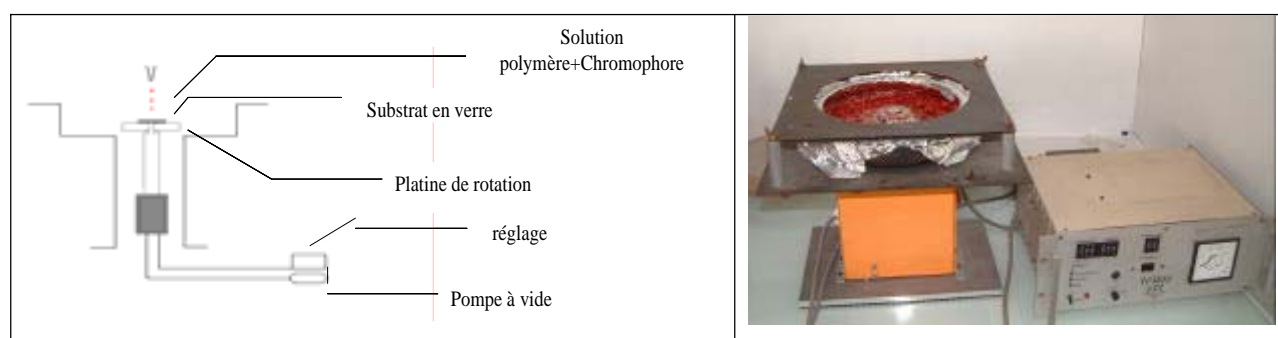 Solution
polymère+Chromophore
Substrat en verre
Platine de rotation
réglage
Pompe à vide